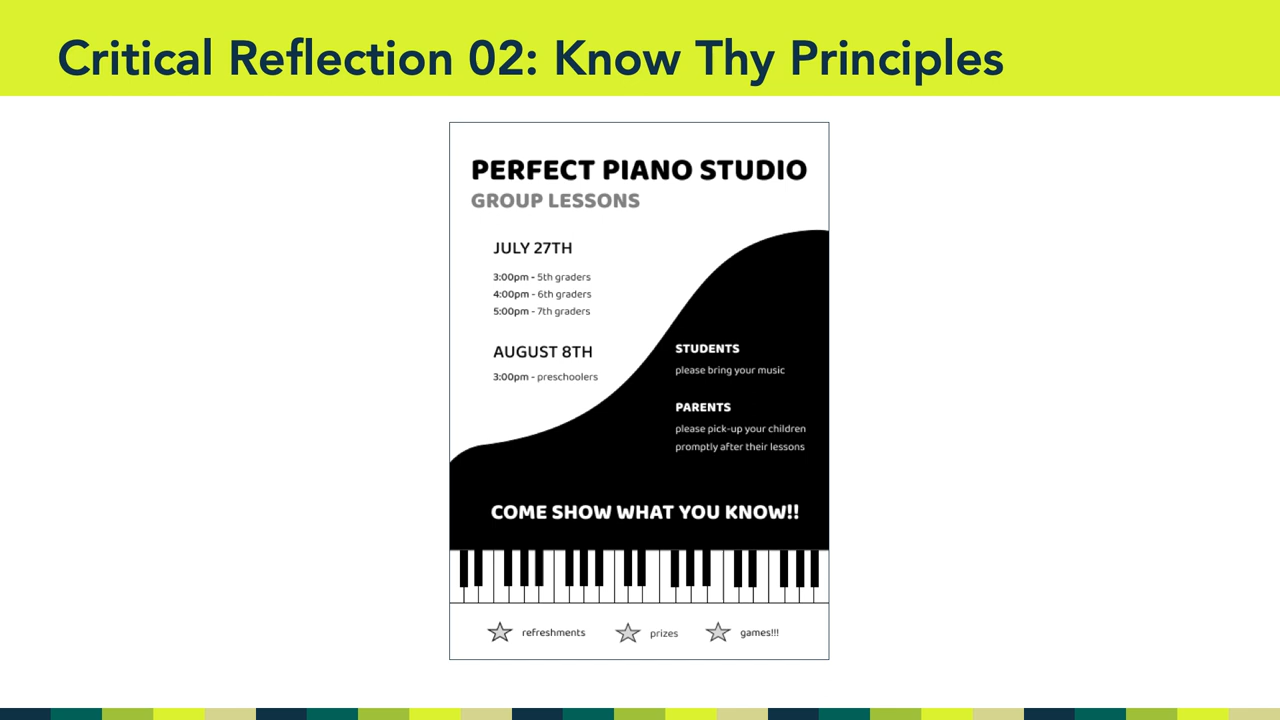 Critical Reflection 02: Know Thy Principles
PERFECT PIANO STUDIO
GROUP LESSONS
JULY 27TH
3:00pm - 5th graders
4:00pm - 6th graders
5:00pm - 7th graders
AUGUST 8TH
3:00pm - preschoolers
STUDENTS
please bring your music
PARENTS
please pick-up your children
promptly after their lessons
COME SHOW WHAT YOU KNOW!!
refreshments
prizes
games!!!